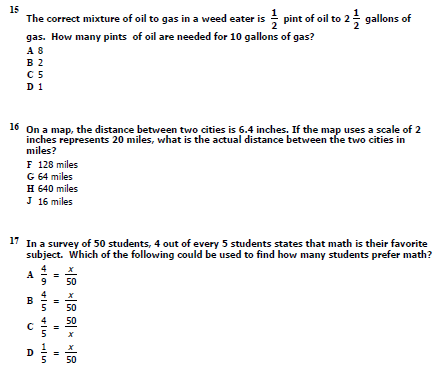 15 The correct mixture of oil to gas in a weed eater is 1/2 pint of oil to 2 1/2 gallons of
gas. How many pints of oil are needed for 10 gallons of gas?
A 8
B 2
C 5
D 1
16 On a map, the distance between two cities is 6.4 inches. If the map uses a scale of 2
inches represents 20 miles, what is the actual distance between the two cities in
miles?
F 128 miles
G 64 miles
H 640 miles
J 16 miles
17 In a survey of 50 students, 4 out of every 5 students states that math is their favorite
subject. Which of the following could be used to find how many students prefer math?
A 4/9 = x/50
B 4/5 = x/50
C 4/5 = 50/x
D 1/5 = x/50